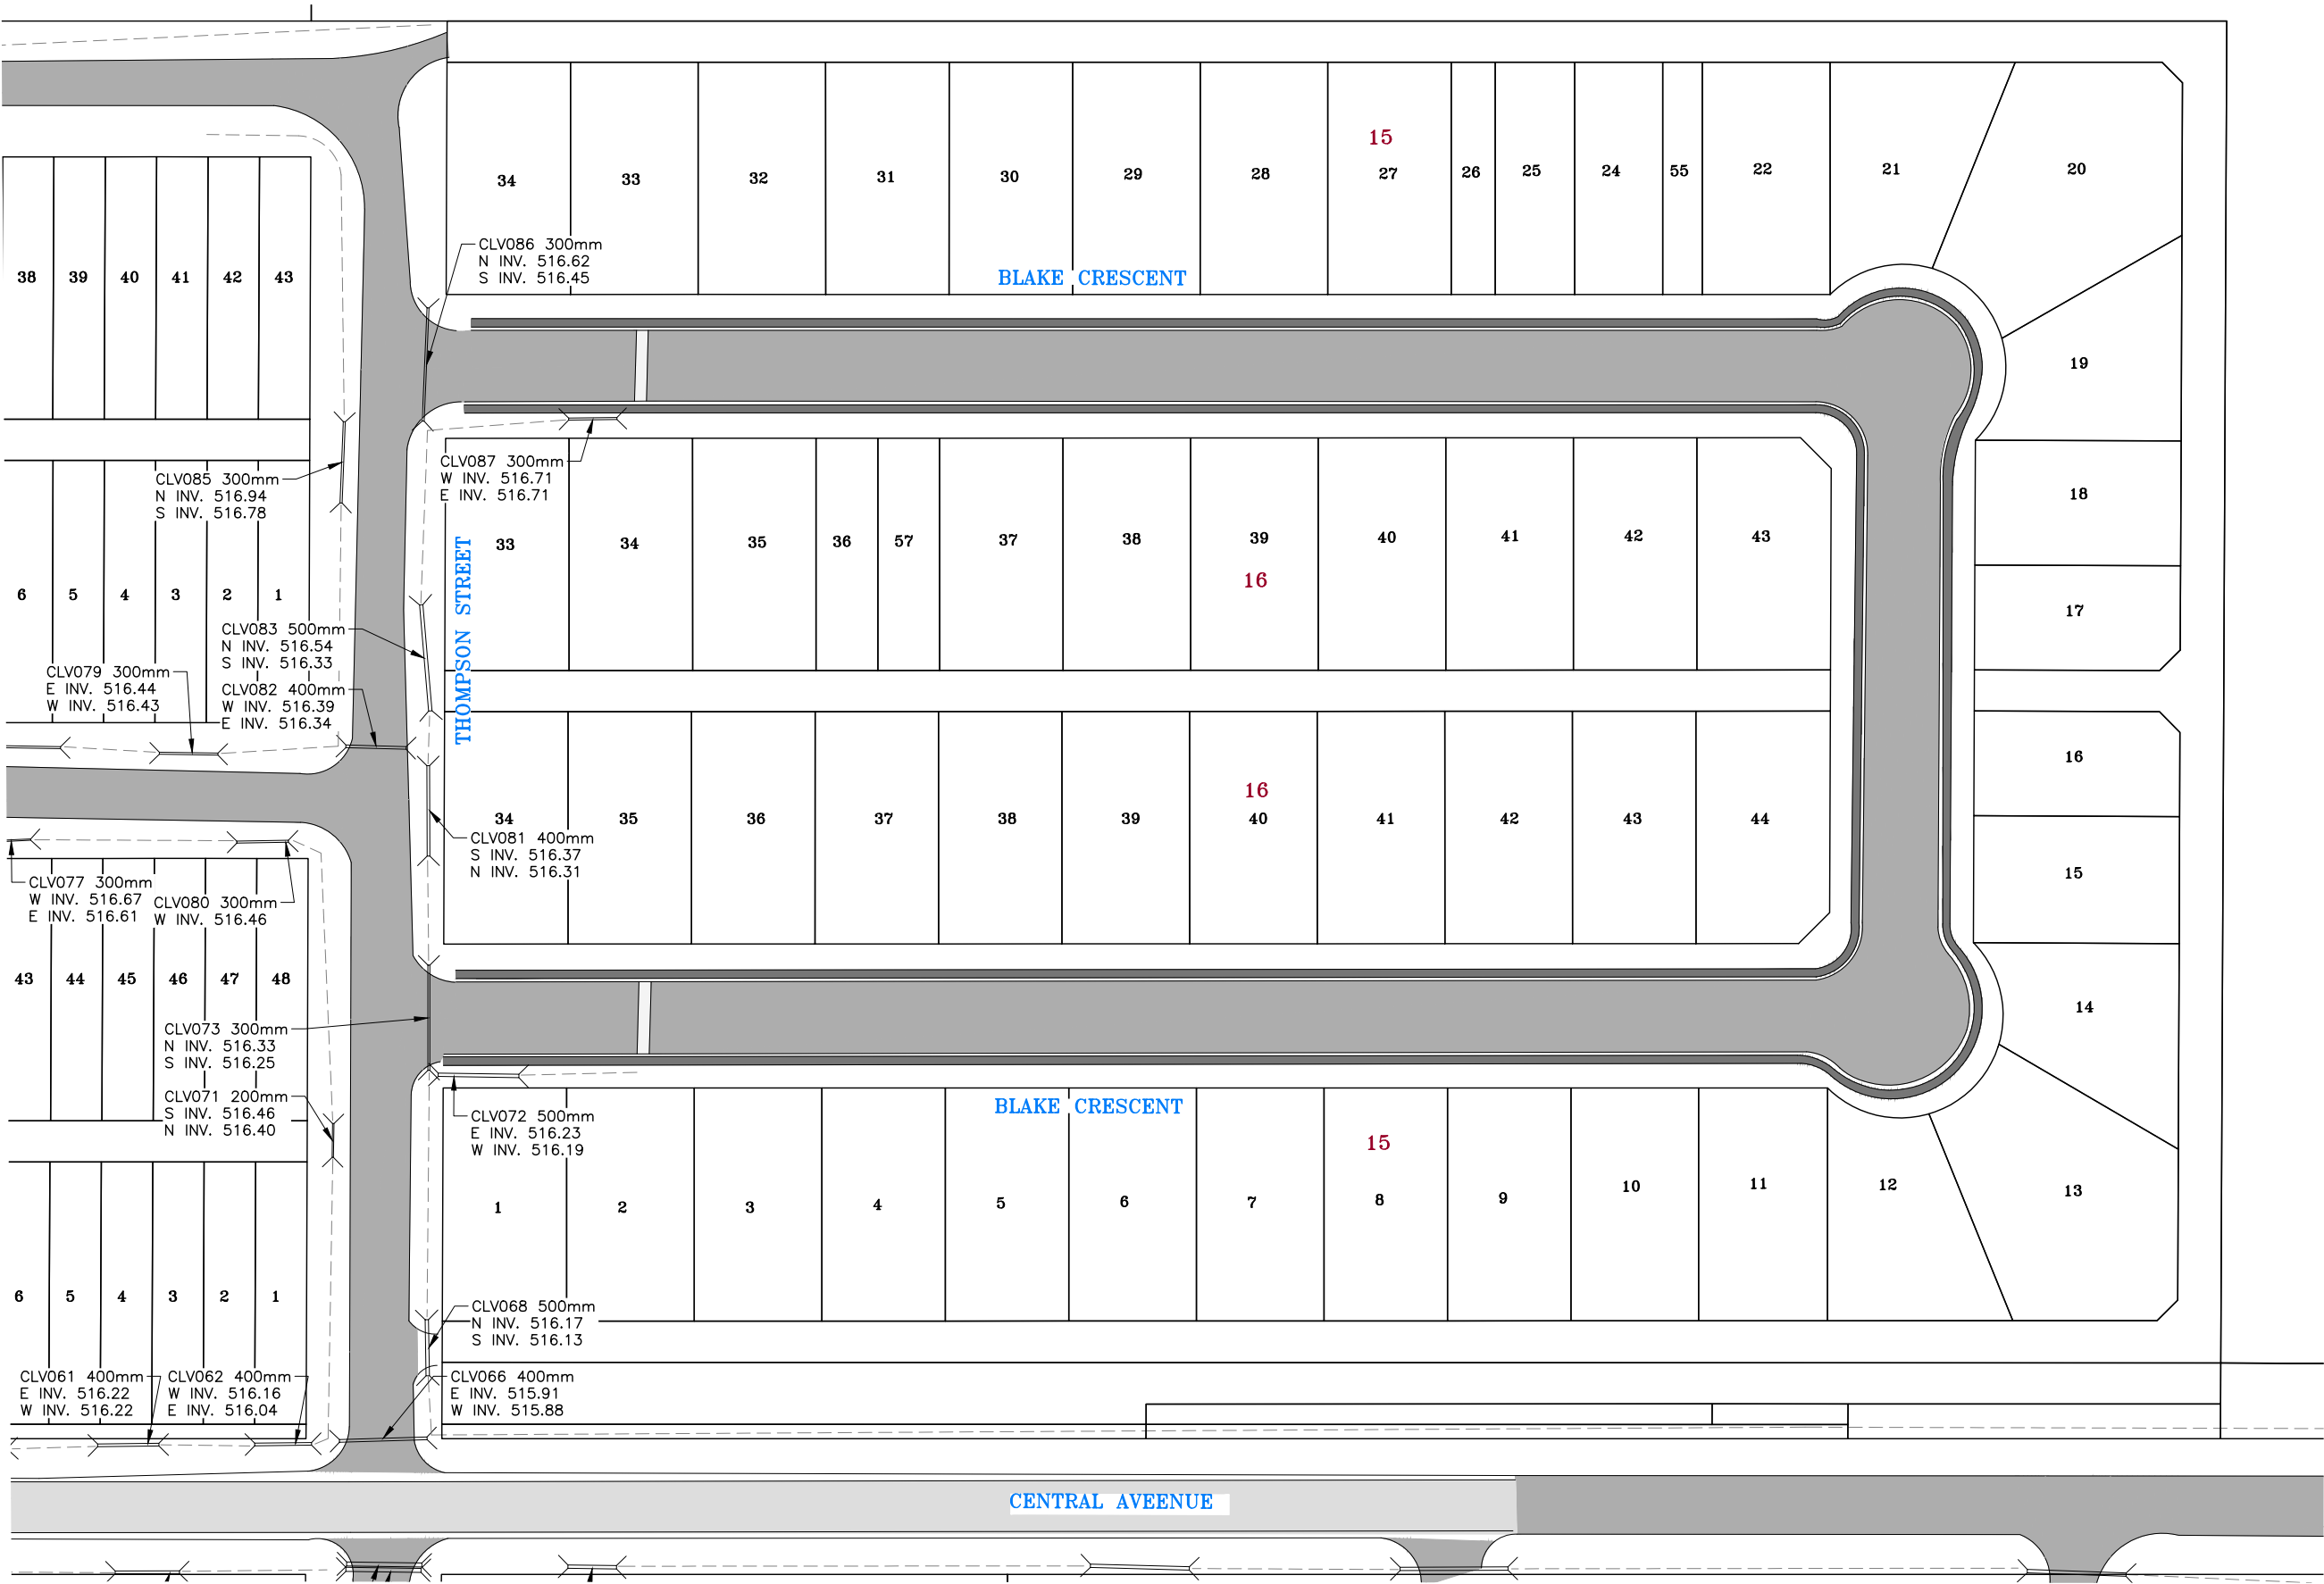 15
34
33
32
31
30
29
28
27
26
25
24
55
22
21
20
CLV086 300mm
N INV. 516.62
S INV. 516.45
BLAKE CRESCENT
38
39
40
41
42
43
19
CLV085 300mm
N INV. 516.94
S INV. 516.78
CLV087 300mm
W INV. 516.71
E INV. 516.71
18
33
34
35
36
57
37
38
39
40
41
42
43
16
THOMPSON STREET
6
5
4
3
2
1
17
CLV083 500mm
N INV. 516.54
S INV. 516.33
CLV079 300mm
E INV. 516.44
W INV. 516.43
CLV082 400mm
W INV. 516.39
E INV. 516.34
16
16
34
35
36
37
38
39
40
41
42
43
44
CLV081 400mm
S INV. 516.37
N INV. 516.31
15
CLV077 300mm
W INV. 516.67
E INV. 516.61
CLV080 300mm
W INV. 516.46
43
44
45
46
47
48
14
CLV073 300mm
N INV. 516.33
S INV. 516.25
CLV071 200mm
S INV. 516.46
N INV. 516.40
CLV072 500mm
E INV. 516.23
W INV. 516.19
BLAKE CRESCENT
15
1
2
3
4
5
6
7
8
9
10
11
12
13
6
5
4
3
2
1
CLV068 500mm
N INV. 516.17
S INV. 516.13
CLV061 400mm
E INV. 516.22
W INV. 516.22
CLV062 400mm
W INV. 516.16
E INV. 516.04
CLV066 400mm
E INV. 515.91
W INV. 515.88
CENTRAL AVEENUE